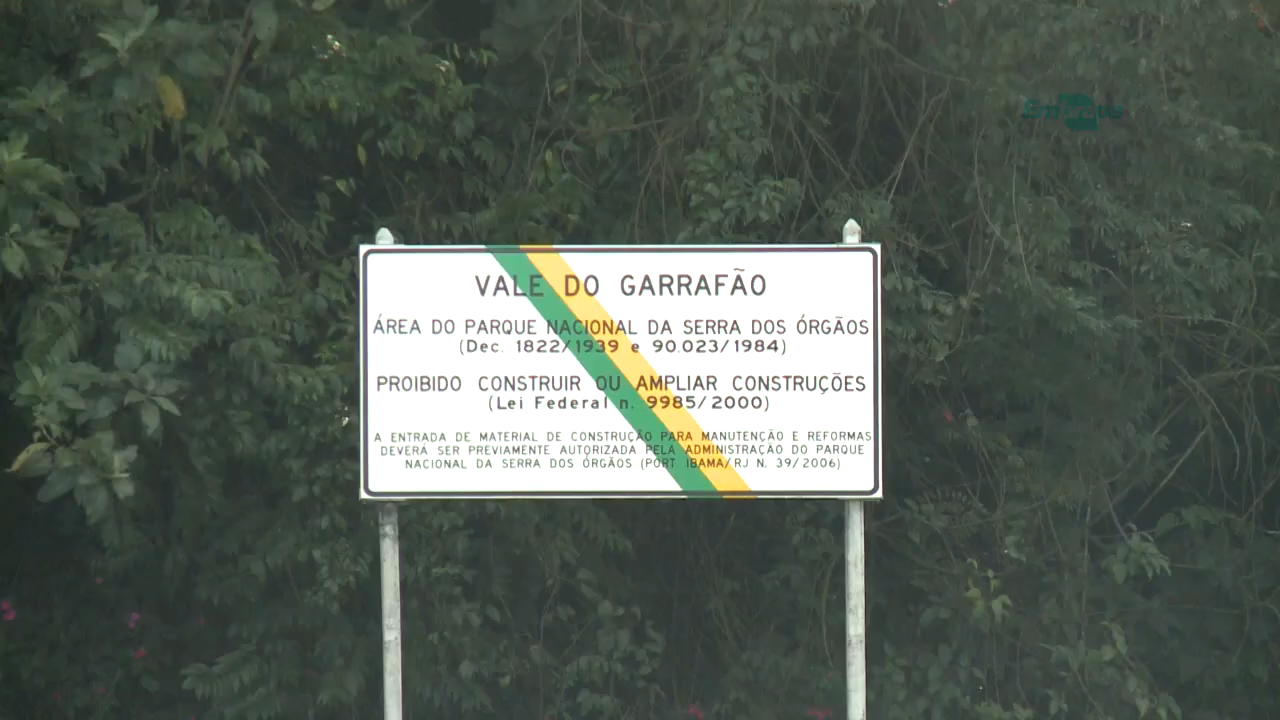 Embrapa
VALE DO GARRAFÃO
ÁREA DO PARQUE NACIONAL DA SERRA DOS ÓRGÃOS
(Dec. 1822/1939 e 90.023/1984)
PROIBIDO CONSTRUIR OU AMPLIAR CONSTRUÇÕES
(Lei Federal n. 9985/2000)
A ENTRADA DE MATERIAL DE CONSTRUÇÃO PARA MANUTENÇÃO E REFORMAS
DEVERÁ SER PREVIAMENTE AUTORIZADA PELA ADMINISTRAÇÃO DO PARQUE
NACIONAL DA SERRA DOS ÓRGÃOS (PORT. IBAMA/RJ N. 39/2006)